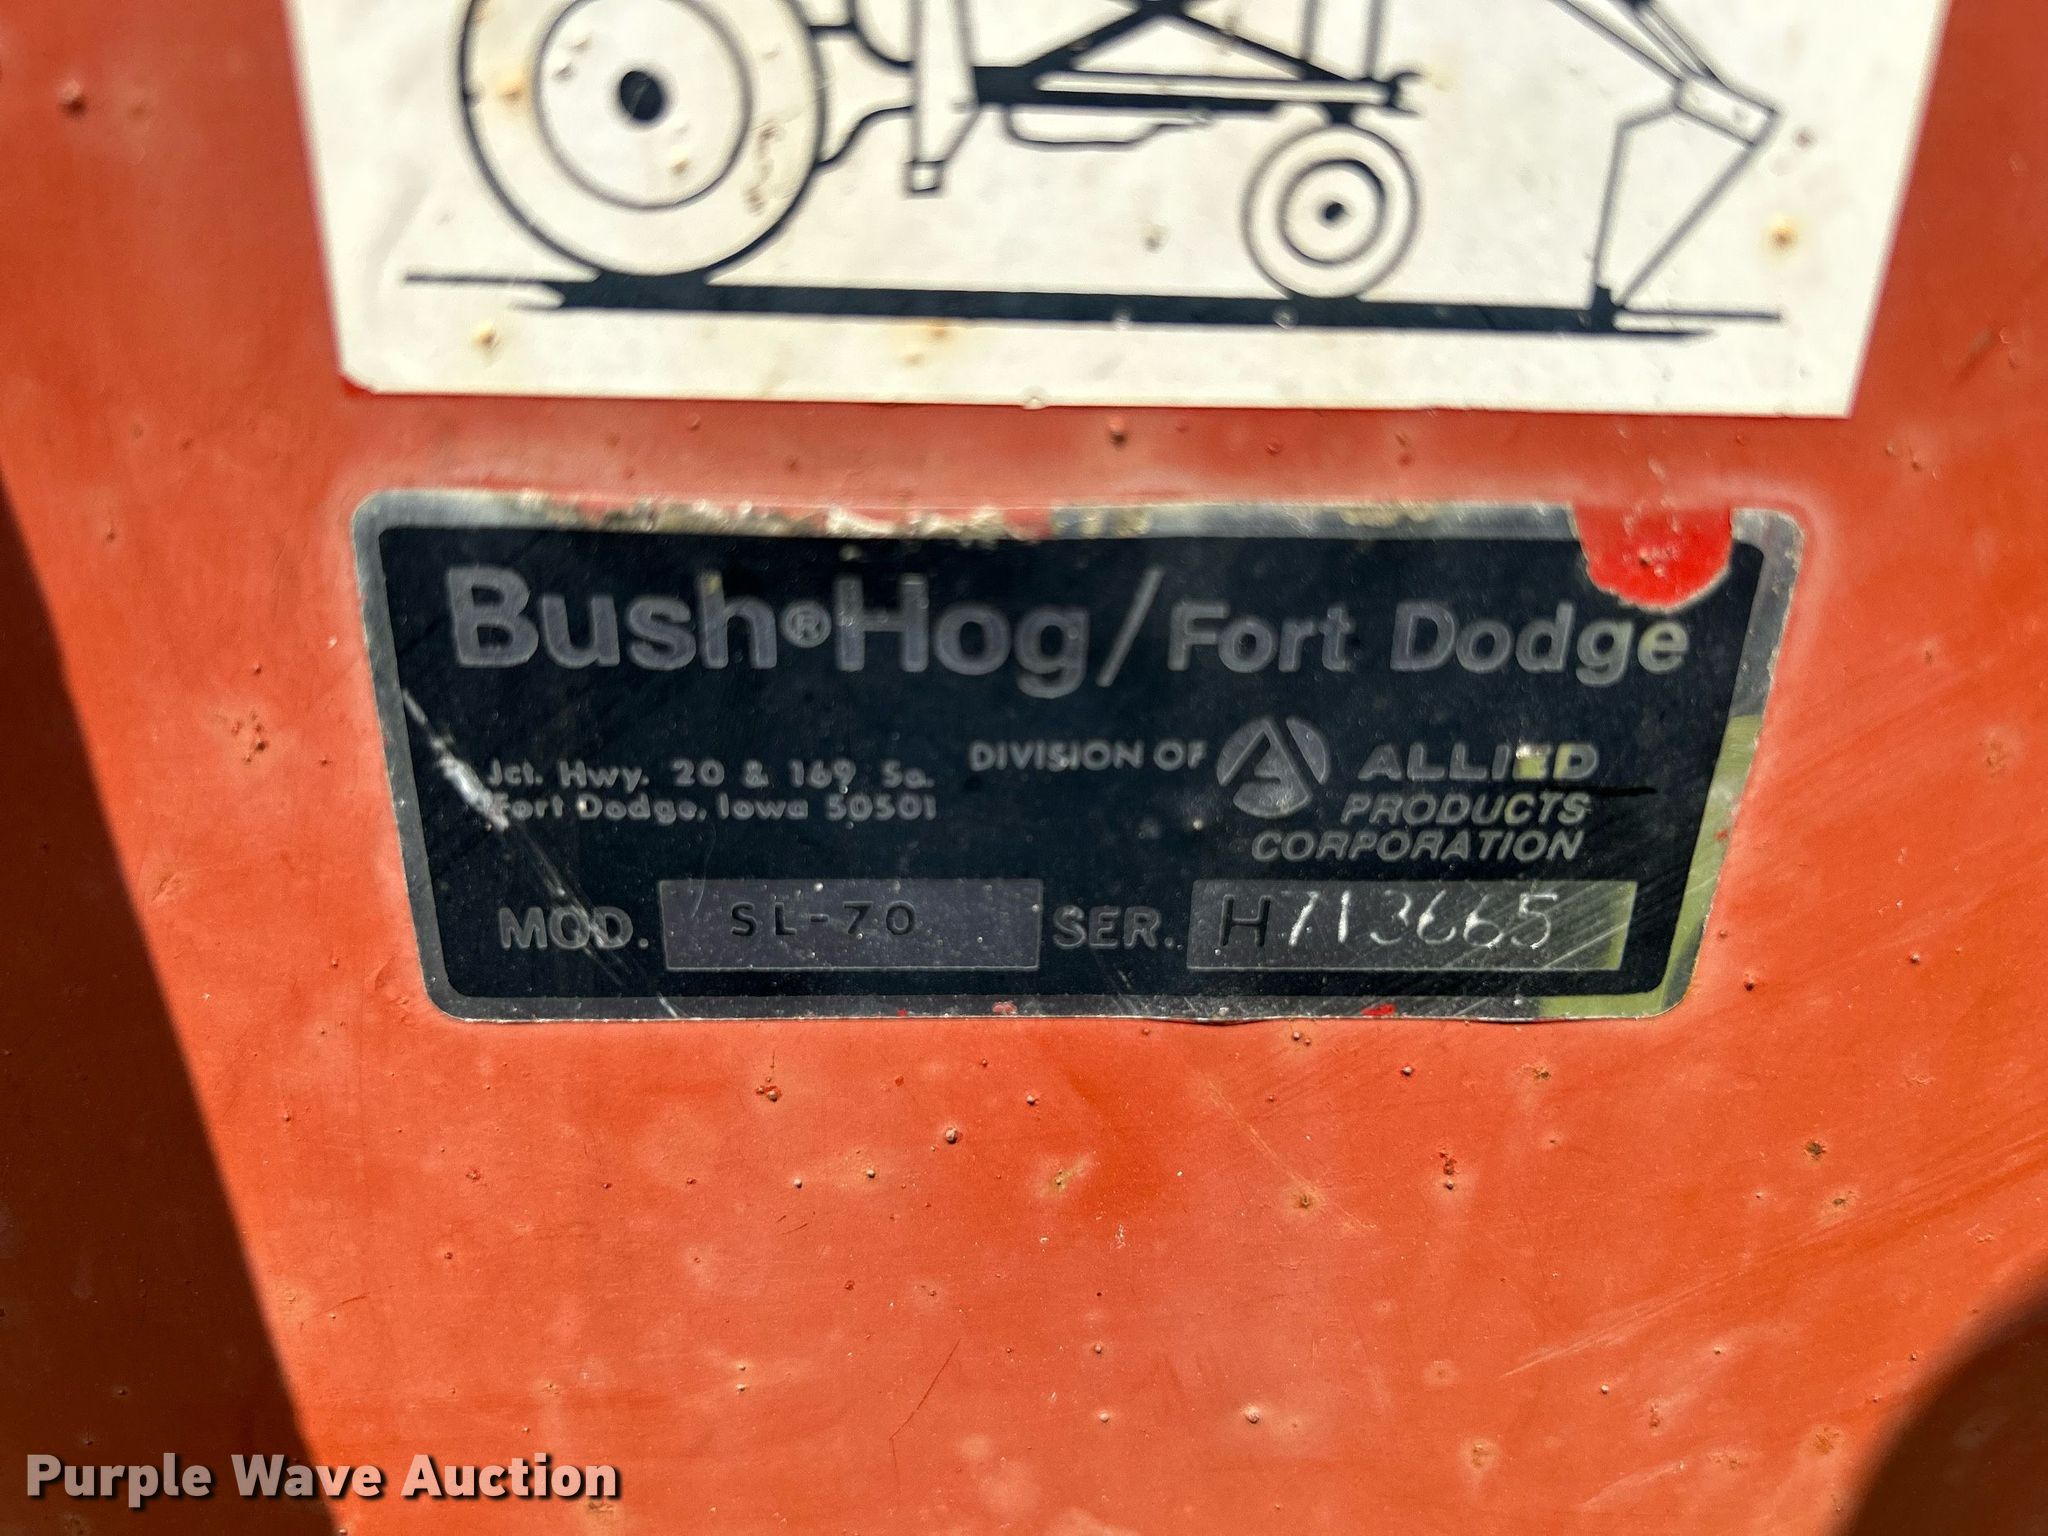 Bush®Hog/Fort Dodge
Jct. Hwy. 20 & 169 So.
Fort Dodge, Iowa 50501
DIVISION OF
ALLIED
PRODUCTS
CORPORATION
MOD. SL-70 SER. H713665
Purple Wave Auction